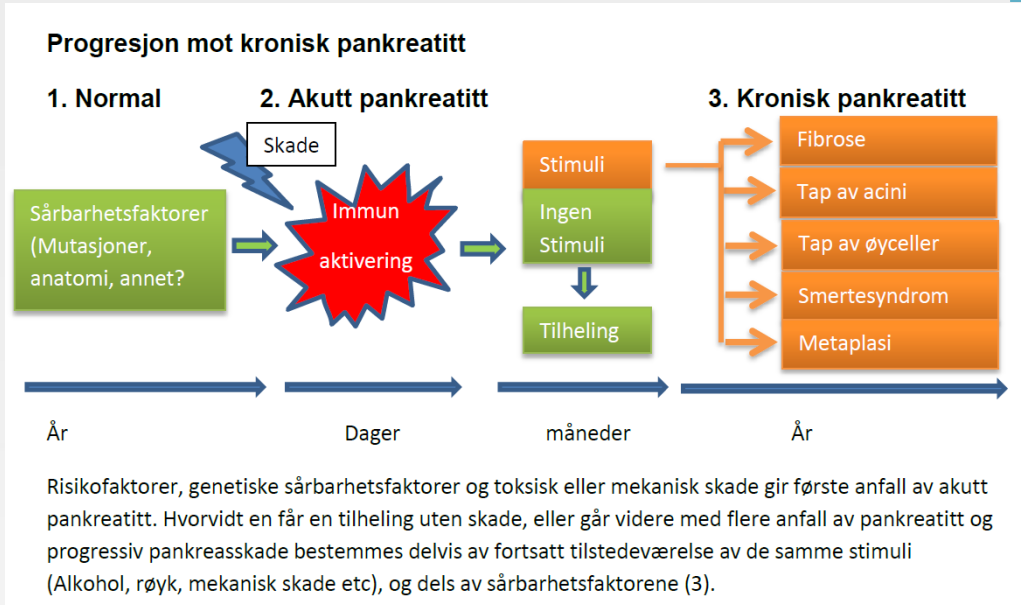 Progresjon mot kronisk pankreatitt
1. Normal
2. Akutt pankreatitt
3. Kronisk pankreatitt
Skade
Sårbarhetsfaktorer
(Mutasjoner,
anatomi, annet?
Immun
aktivering
Stimuli
Ingen
Stimuli
Tilheling
Fibrose
Tap av acini
Tap av øyceller
Smertesyndrom
Metaplasi
År
Dager
måneder
År
Risikofaktorer, genetiske sårbarhetsfaktorer og toksisk eller mekanisk skade gir første anfall av akutt
pankreatitt. Hvorvidt en får en tilheling uten skade, eller går videre med flere anfall av pankreatitt og
progressiv pankreasskade bestemmes delvis av fortsatt tilstedeværelse av de samme stimuli
(Alkohol, røyk, mekanisk skade etc), og dels av sårbarhetsfaktorene (3).